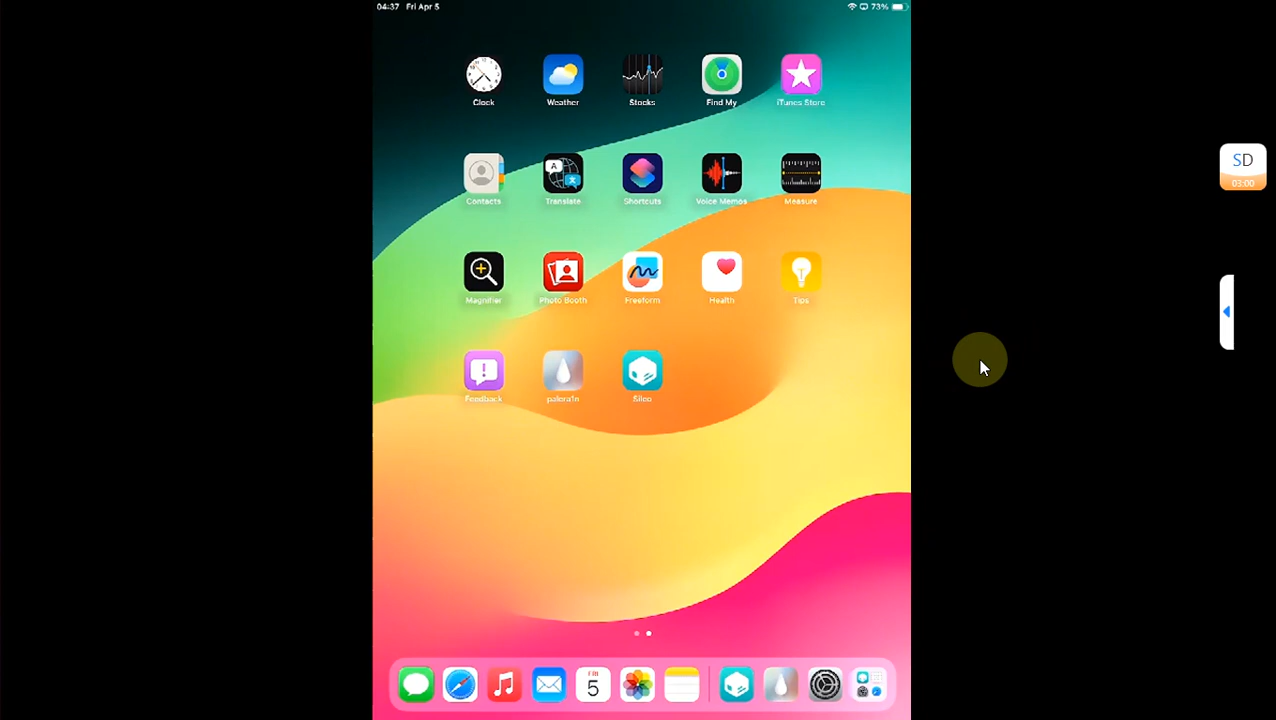 04:37 Fri Apr 5 73%
Clock Weather Stocks Find My iTunes Store
SD
03:00
Contacts Translate Shortcuts Voice Memos Measure
Magnifier Photo Booth Freeform Health Tips
Feedback palera1n Sileo
FRI
5